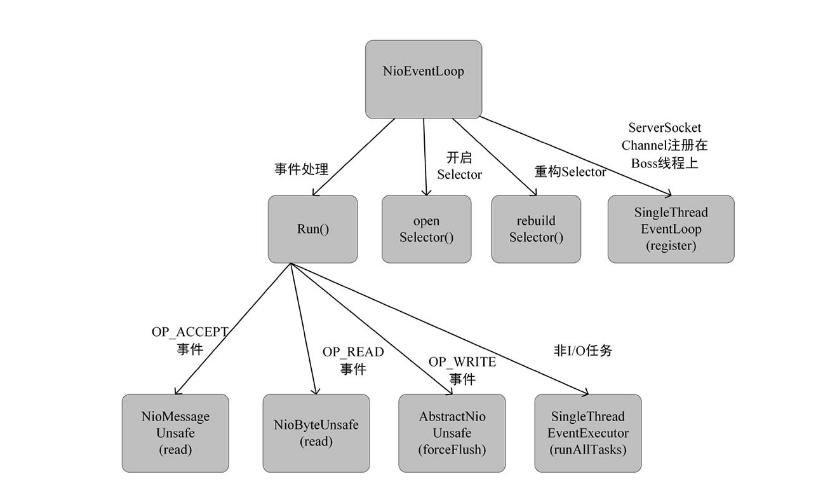 NioEventLoop
ServerSocket
Channel注册在
Boss线程上
事件处理
开启
Selector
重构Selector
Run()
open
Selector()
rebuild
Selector()
SingleThread
EventLoop
(register)
OP_ACCEPT
事件
OP_READ
事件
OP_WRITE
事件
非I/O任务
NioMessage
Unsafe
(read)
NioByteUnsafe
(read)
AbstractNio
Unsafe
(forceFlush)
SingleThread
EventExecutor
(runAllTasks)